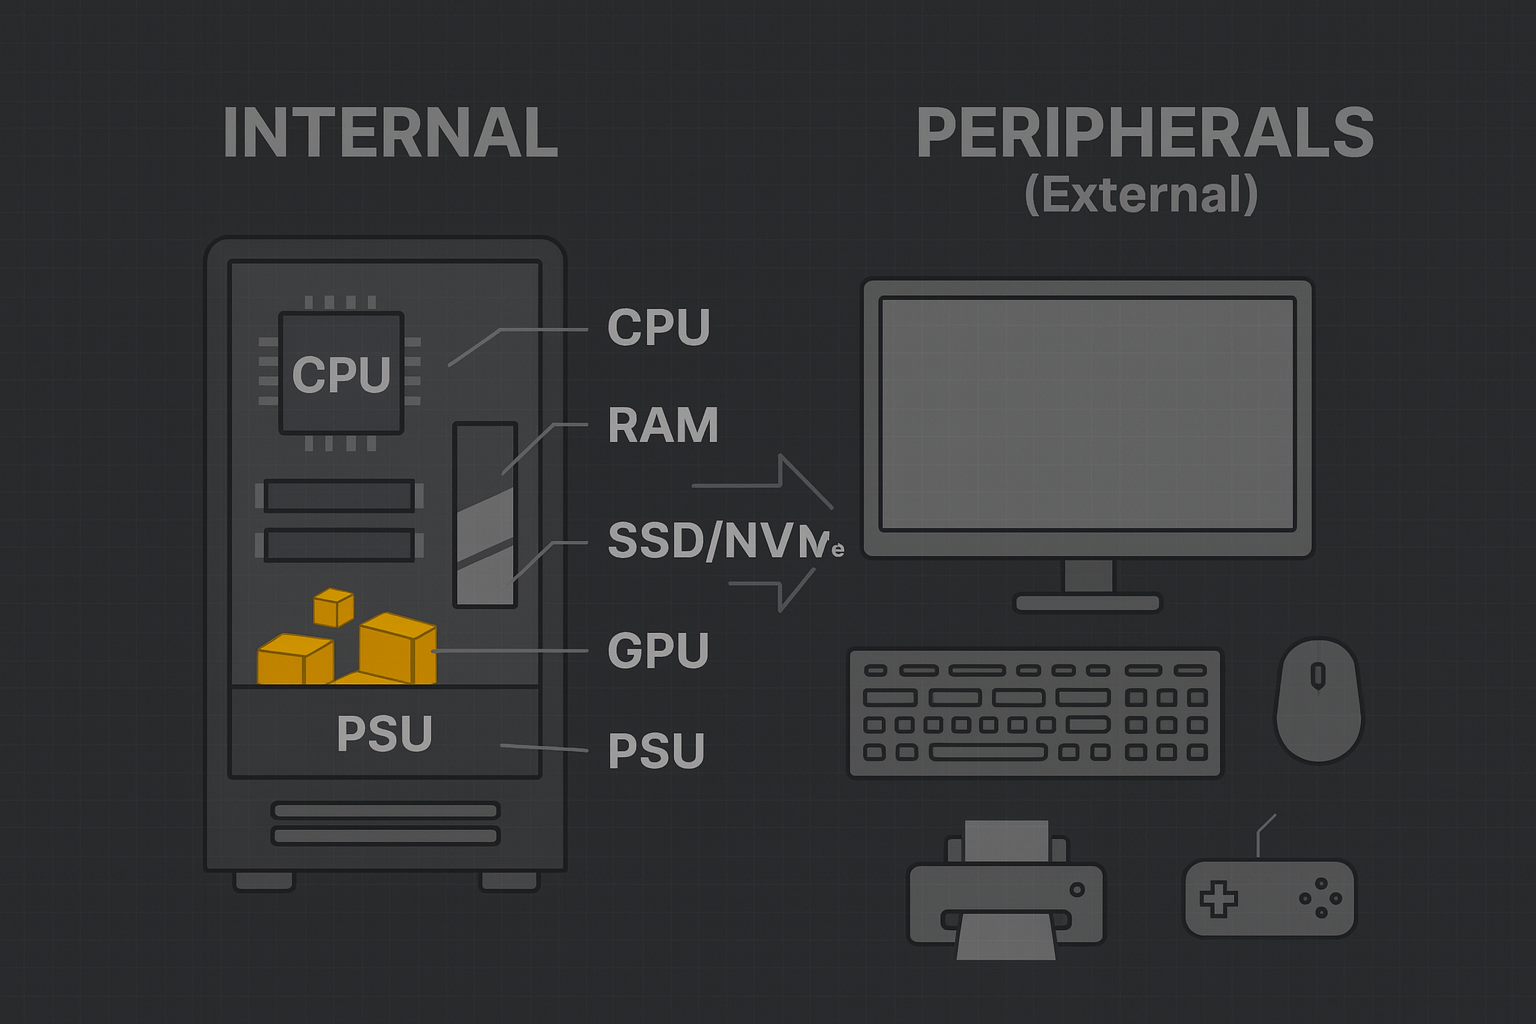 INTERNAL
PERIPHERALS
(External)
CPU
CPU
RAM
SSD/NVMe
GPU
PSU
PSU